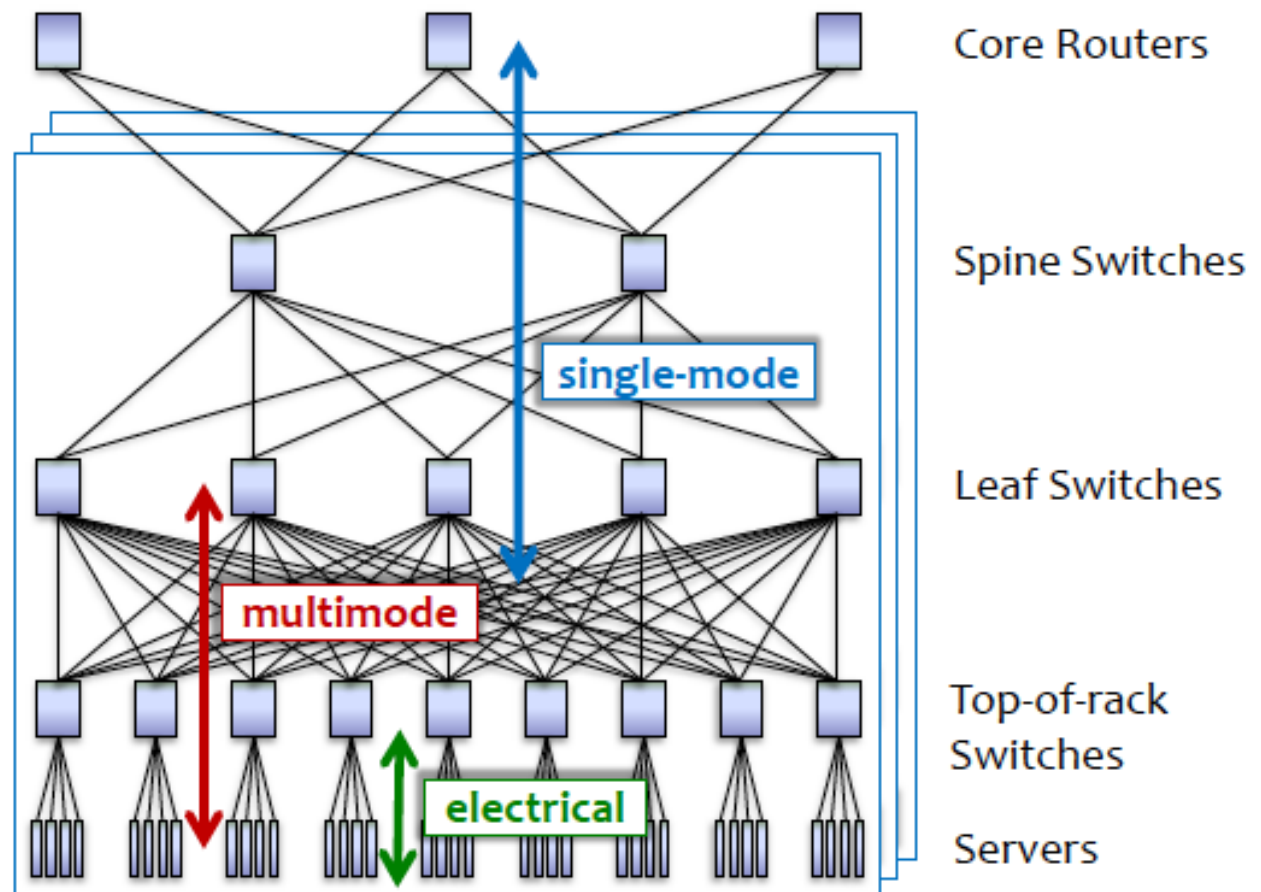 Core Routers
Spine Switches
single-mode
Leaf Switches
multimode
Top-of-rack
Switches
electrical
Servers